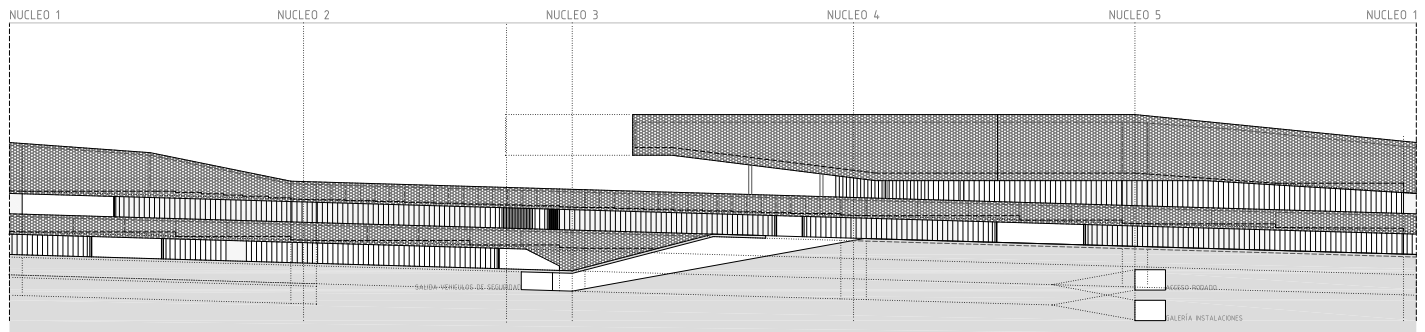 NUCLEO 1
NUCLEO 2
NUCLEO 3
NUCLEO 4
NUCLEO 5
NUCLEO 1
SALIDA VEHICULOS DE SEGURIDAD
ACCESO RODADO
GALERÍA INSTALACIONES